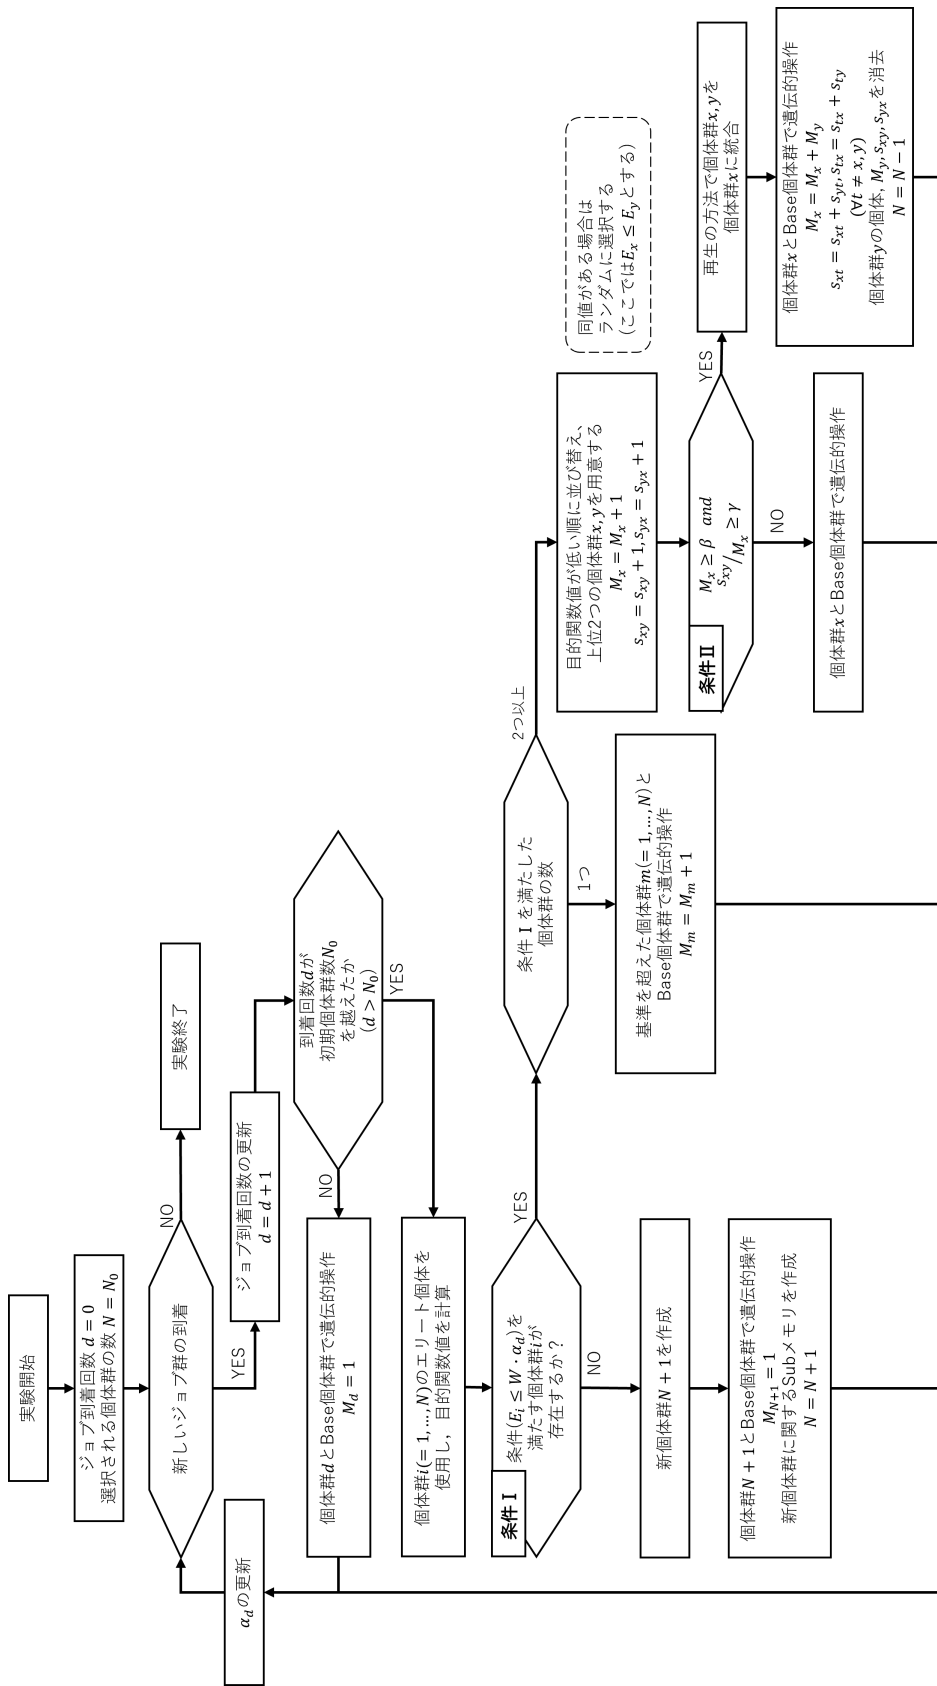 実験開始
ジョブ到着回数 d = 0
選択される個体群の数 N = N₀
新しいジョブ群の到着
NO
実験終了
YES
ジョブ到着回数の更新
d = d + 1
α_dの更新
到着回数dが
初期個体群数N₀
を越えたか
(d > N₀)
NO
YES
個体群dとBase個体群で遺伝的操作
M_d = 1
個体群i(= 1, ..., N)のエリート個体を
使用し，目的関数値を計算
条件Ⅰ
条件(E_i ≤ W · α_d)を
満たす個体群iが
存在するか？
YES
NO
新個体群N + 1を作成
個体群N + 1とBase個体群で遺伝的操作
M_{N+1} = 1
新個体群に関するSubメモリを作成
N = N + 1
条件Ⅰを満たした
個体群の数
1つ
2つ以上
基準を超えた個体群m(= 1, ..., N)と
Base個体群で遺伝的操作
M_m = M_m + 1
目的関数値が低い順に並び替え、
上位2つの個体群x, yを用意する
M_x = M_x + 1
s_xy = s_xy + 1, s_yx = s_yx + 1
同値がある場合は
ランダムに選択する
(ここではE_x ≤ E_yとする)
条件Ⅱ
M_x ≥ β and
s_xy/M_x ≥ γ
YES
NO
再生の方法で個体群x, yを
個体群xに統合
個体群xとBase個体群で遺伝的操作
M_x = M_x + M_y
s_xt = s_xt + s_yt, s_tx = s_tx + s_ty
(∀t ≠ x, y)
個体群yの個体, M_y, s_xy, s_yxを消去
N = N − 1
個体群xとBase個体群で遺伝的操作